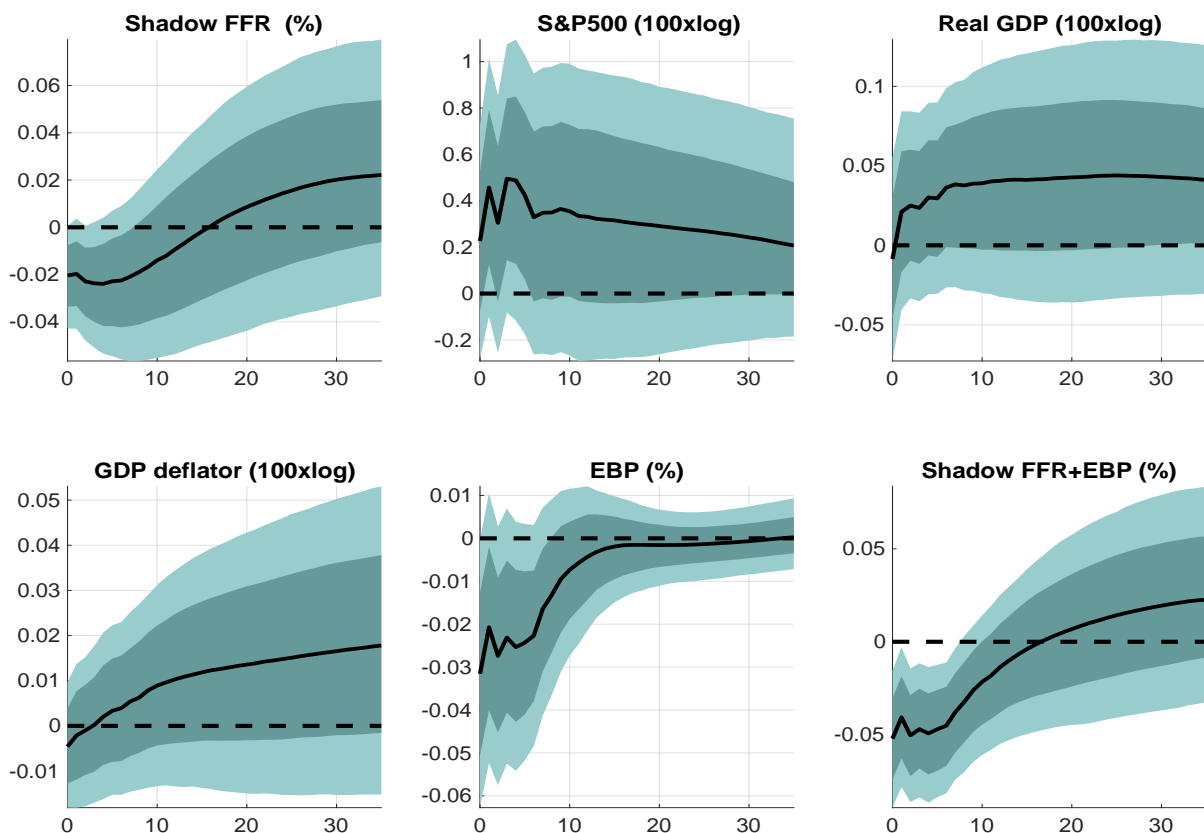 Shadow FFR (%)
0.06
0.04
0.02
0
-0.02
-0.04
0 10 20 30
S&P500 (100xlog)
1
0.8
0.6
0.4
0.2
0
-0.2
0 10 20 30
Real GDP (100xlog)
0.1
0.05
0
-0.05
0 10 20 30
GDP deflator (100xlog)
0.05
0.04
0.03
0.02
0.01
0
-0.01
0 10 20 30
EBP (%)
0.01
0
-0.01
-0.02
-0.03
-0.04
-0.05
-0.06
0 10 20 30
Shadow FFR+EBP (%)
0.05
0
-0.05
0 10 20 30